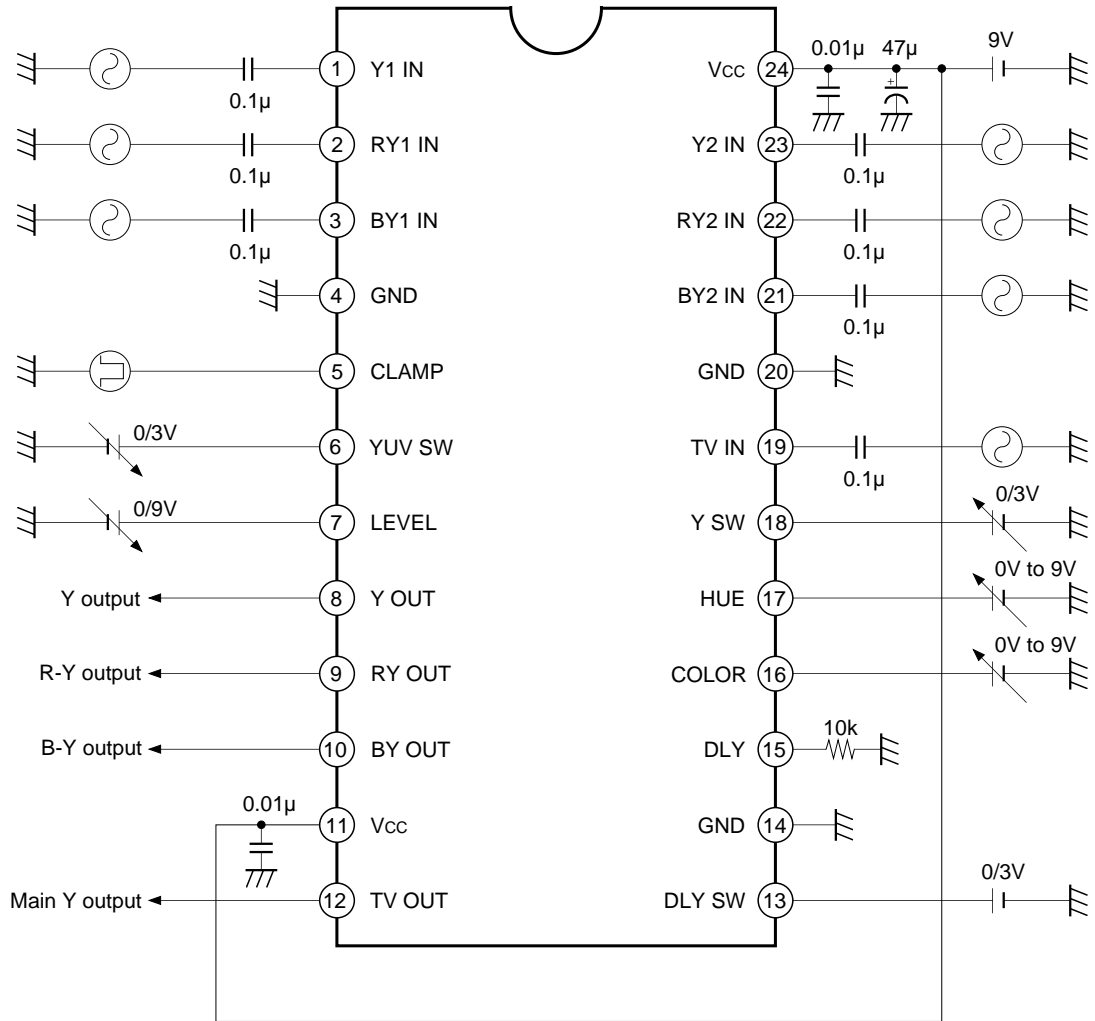 0.01µ 47µ 9V
1 Y1 IN VCC 24
0.1µ
2 RY1 IN Y2 IN 23
0.1µ 0.1µ
3 BY1 IN RY2 IN 22
0.1µ 0.1µ
4 GND BY2 IN 21
0.1µ
5 CLAMP GND 20
0/3V
6 YUV SW TV IN 19
0.1µ
0/9V 0/3V
7 LEVEL Y SW 18
0V to 9V
Y output 8 Y OUT HUE 17
0V to 9V
R-Y output 9 RY OUT COLOR 16
10k
B-Y output 10 BY OUT DLY 15
0.01µ
11 VCC GND 14
0/3V
Main Y output 12 TV OUT DLY SW 13
+